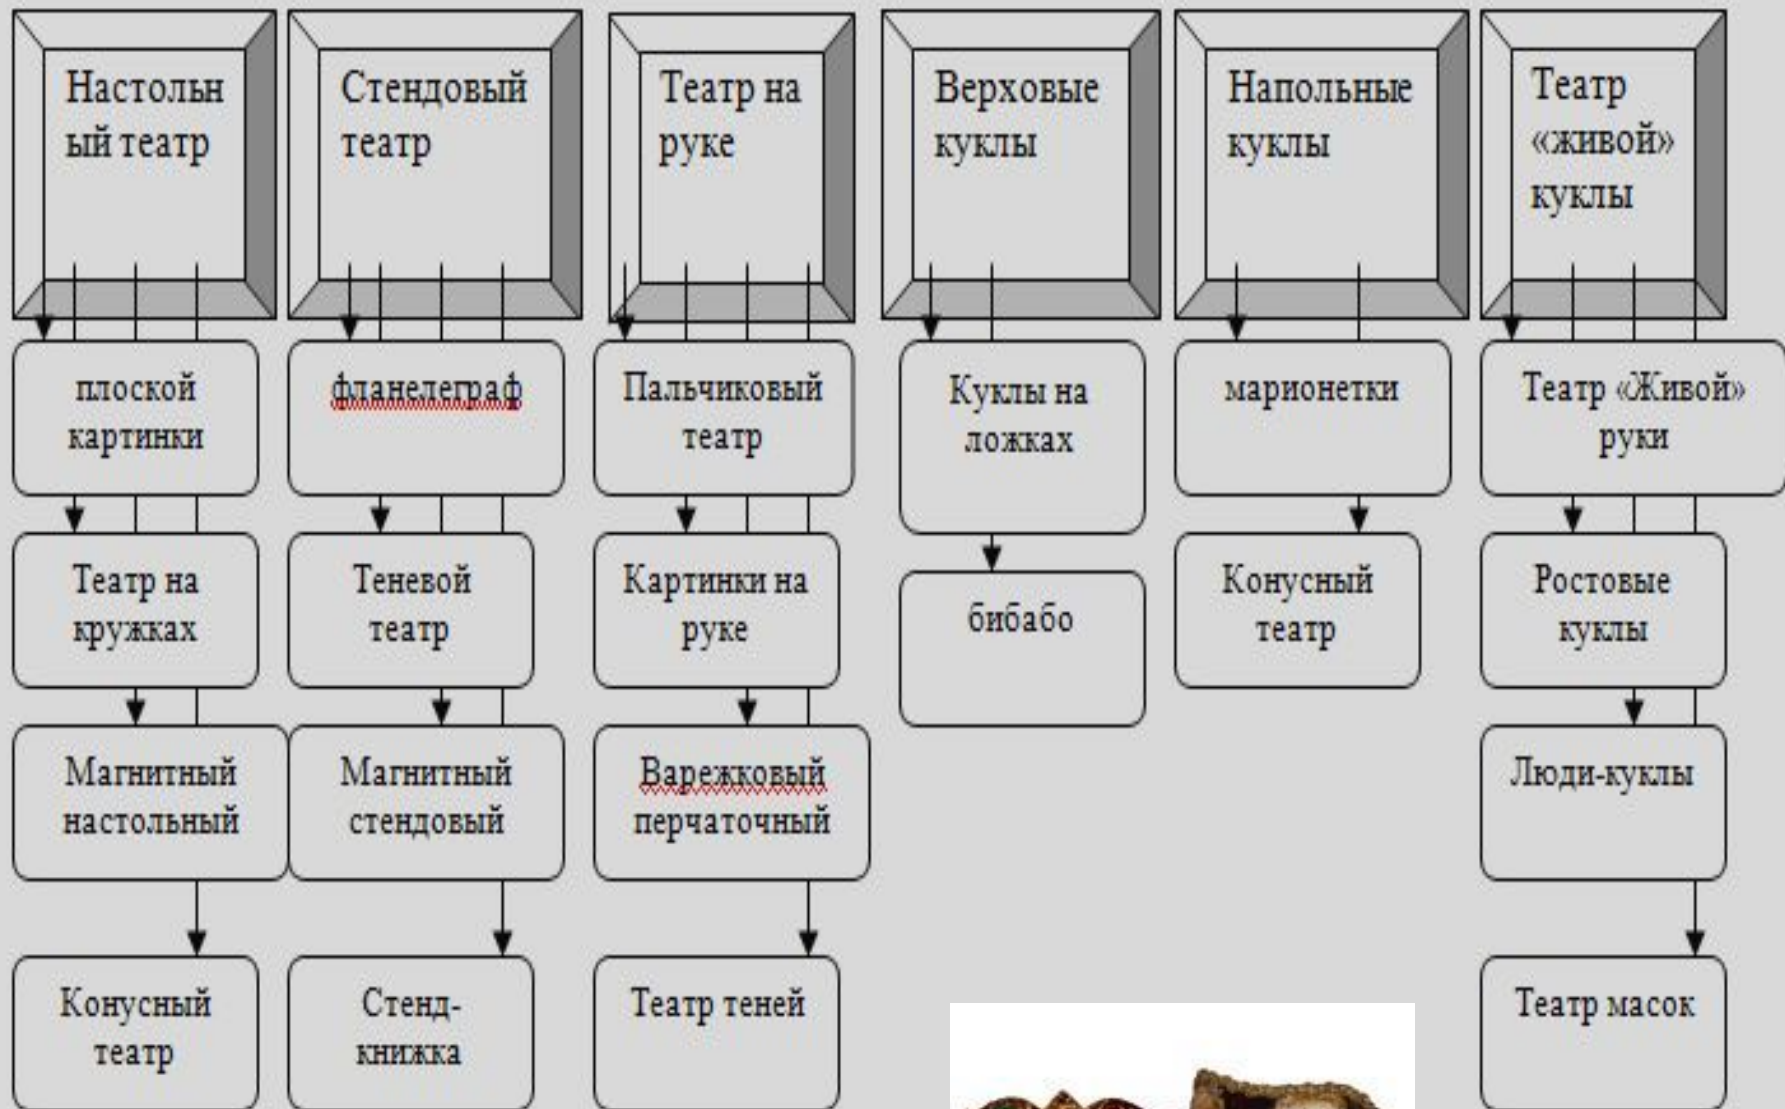 Настольн
ый театр
плоской
картинки
Театр на
кружках
Магнитный
настольный
Конусный
театр
Стендовый
театр
фланелеграф
Теневой
театр
Магнитный
стендовый
Стенд-
книжка
Театр на
руке
Пальчиковый
театр
Картинки на
руке
Варежковый
перчаточный
Театр теней
Верховые
куклы
Куклы на
ложках
бибабо
Напольные
куклы
марионетки
Конусный
театр
Театр
«живой»
куклы
Театр «Живой»
руки
Ростовые
куклы
Люди-куклы
Театр масок